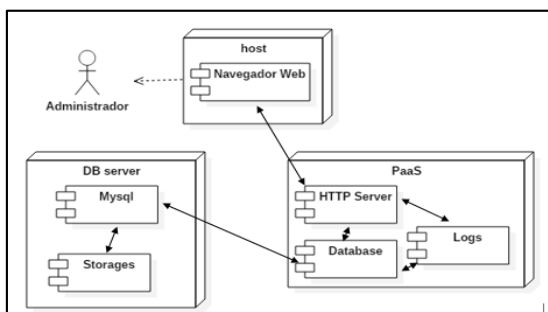 host
Navegador Web
Administrador
DB server
Mysql
Storages
PaaS
HTTP Server
Database
Logs